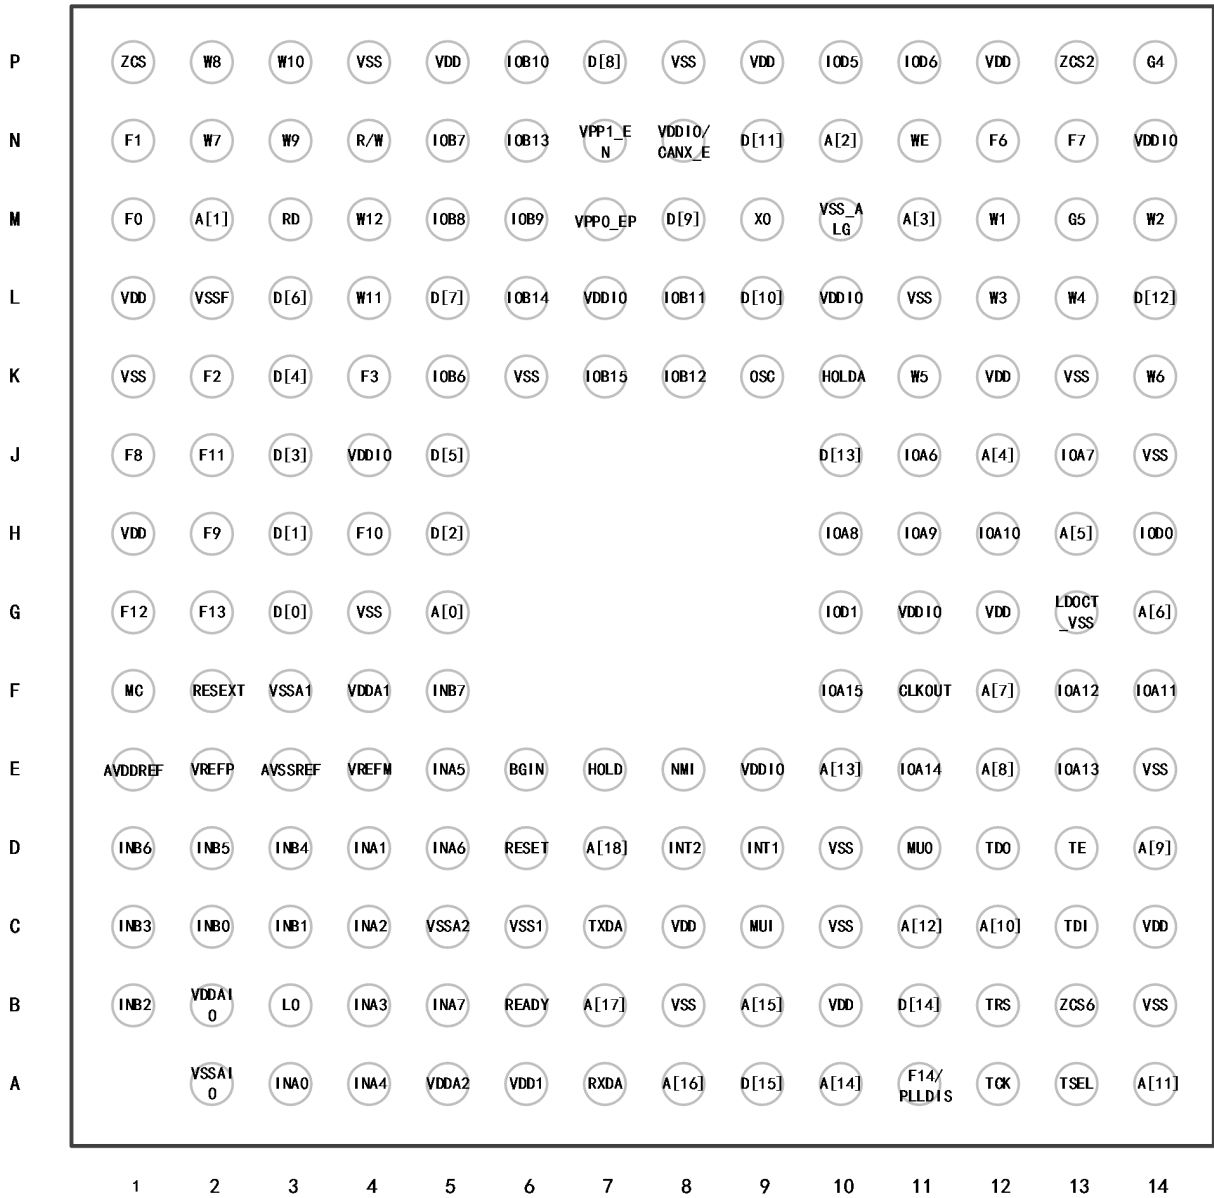 P ZCS W8 W10 VSS VDD IOB10 D[8] VSS VDD IOD5 IOD6 VDD ZCS2 G4
N F1 W7 W9 R/W IOB7 IOB13 VPP1_E N VDDIO/ CANX_E D[11] A[2] WE F6 F7 VDDIO
M F0 A[1] RD W12 IOB8 IOB9 VPP0_EP D[9] X0 VSS_A LG A[3] W1 G5 W2
L VDD VSSF D[6] W11 D[7] IOB14 VDDIO IOB11 D[10] VDDIO VSS W3 W4 D[12]
K VSS F2 D[4] F3 IOB6 VSS IOB15 IOB12 OSC HOLDA W5 VDD VSS W6
J F8 F11 D[3] VDDIO D[5] D[13] IOA6 A[4] IOA7 VSS
H VDD F9 D[1] F10 D[2] IOA8 IOA9 IOA10 A[5] IOD0
G F12 F13 D[0] VSS A[0] IOD1 VDDIO VDD LDOCT _VSS A[6]
F MC RESEXT VSSA1 VDDA1 INB7 IOA15 CLKOUT A[7] IOA12 IOA11
E AVDDREF VREFP AVSSREF VREFM INA5 BGIN HOLD NMI VDDIO A[13] IOA14 A[8] IOA13 VSS
D INB6 INB5 INB4 INA1 INA6 RESET A[18] INT2 INT1 VSS MUO TDO TE A[9]
C INB3 INB0 INB1 INA2 VSSA2 VSS1 TXDA VDD MUI VSS A[12] A[10] TDI VDD
B INB2 VDDAI O LO INA3 INA7 READY A[17] VSS A[15] VDD D[14] TRS ZCS6 VSS
A VSSAI O INA0 INA4 VDDA2 VDD1 RXDA A[16] D[15] A[14] F14/ PLLDIS TCK TSEL A[11]
1 2 3 4 5 6 7 8 9 10 11 12 13 14